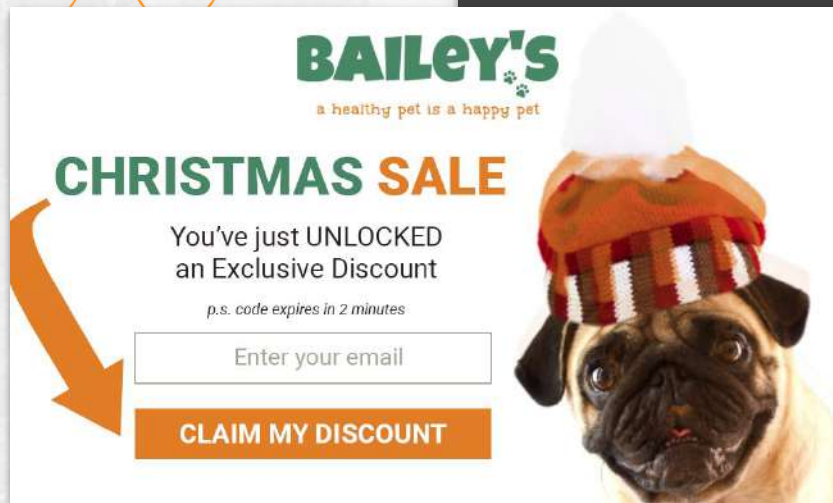 BAILEY'S
a healthy pet is a happy pet
CHRISTMAS SALE
You've just UNLOCKED
an Exclusive Discount
p.s. code expires in 2 minutes
Enter your email
CLAIM MY DISCOUNT